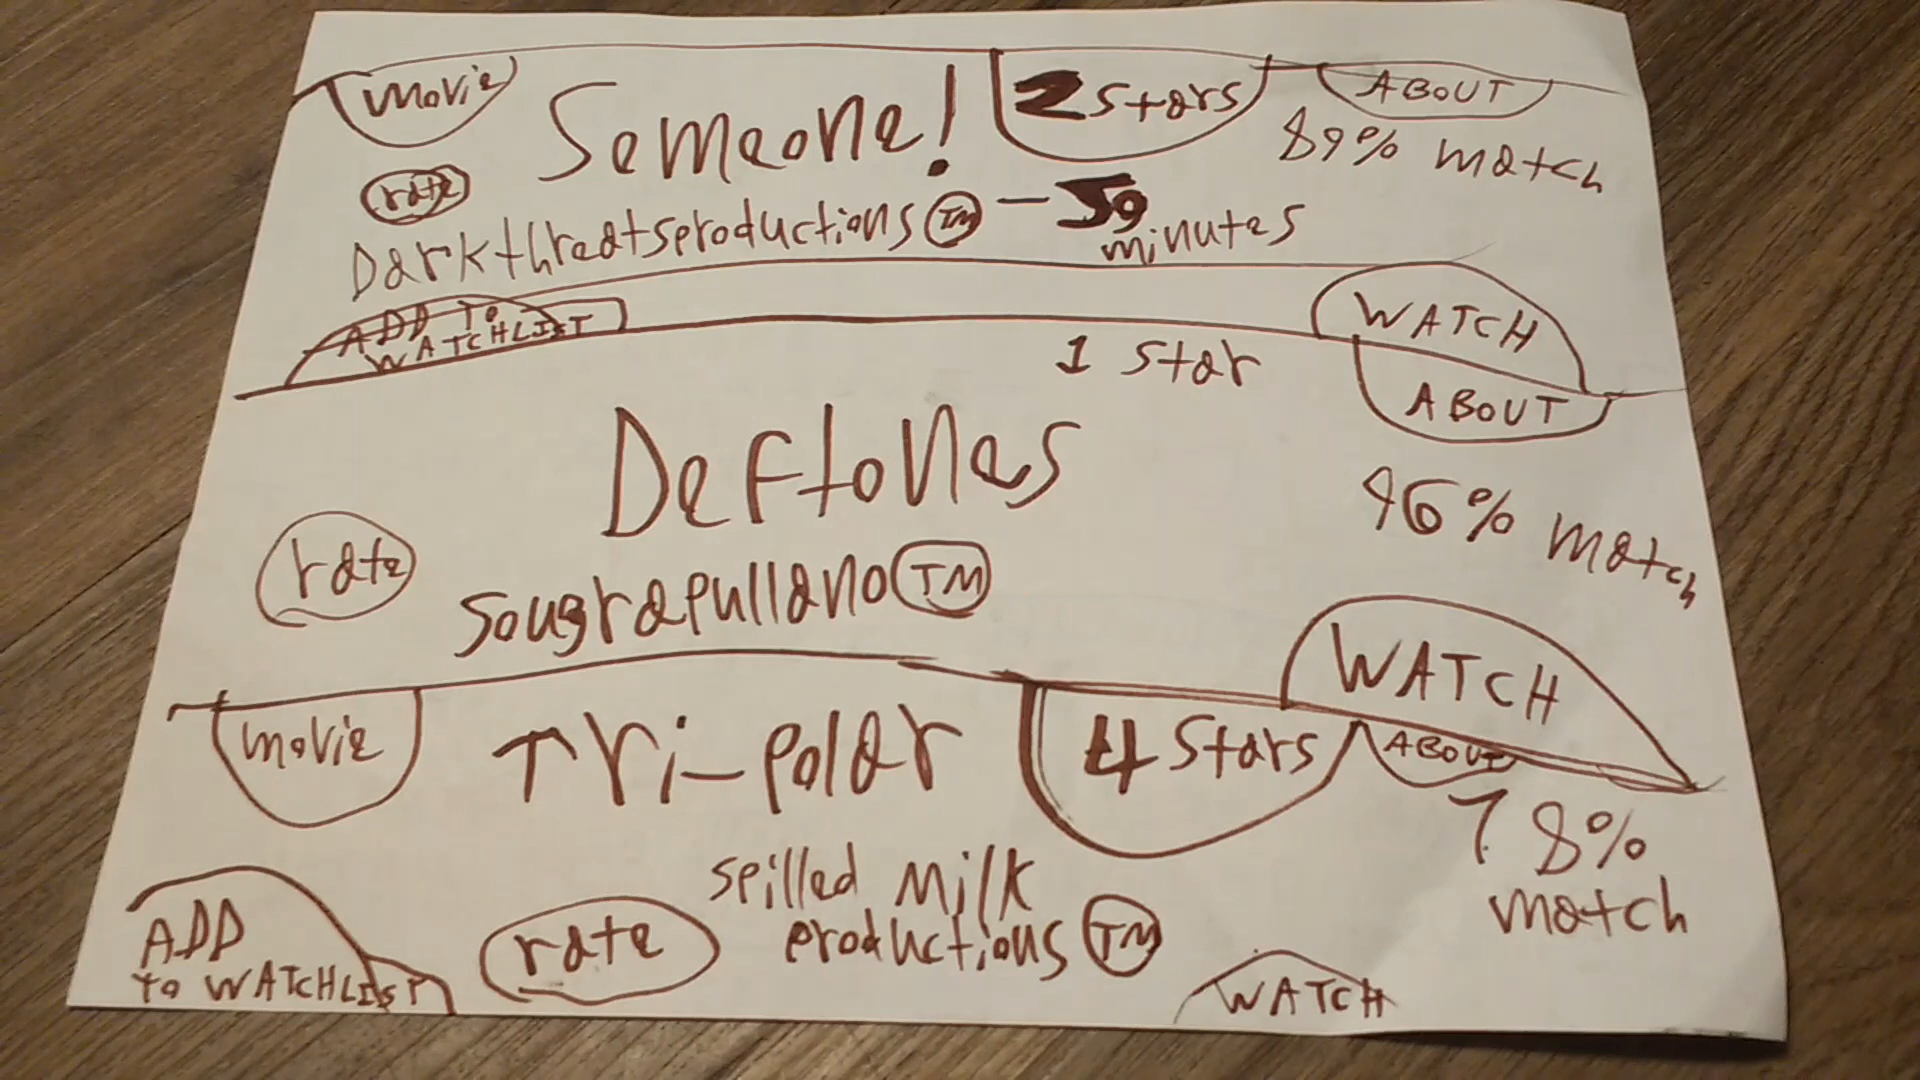 movie
Someone!
2 Stars
ABOUT
89% match
rate
Darkthreatsproductions TM - 59
minutes
ADD TO
WATCHLIST
WATCH
1 Star
ABOUT
Deftones
96% match
rate
sougrapullano TM
WATCH
movie
Tri-polar
4 Stars
ABOUT
78%
match
spilled milk
productions TM
ADD
to WATCHLIST
rate
WATCH